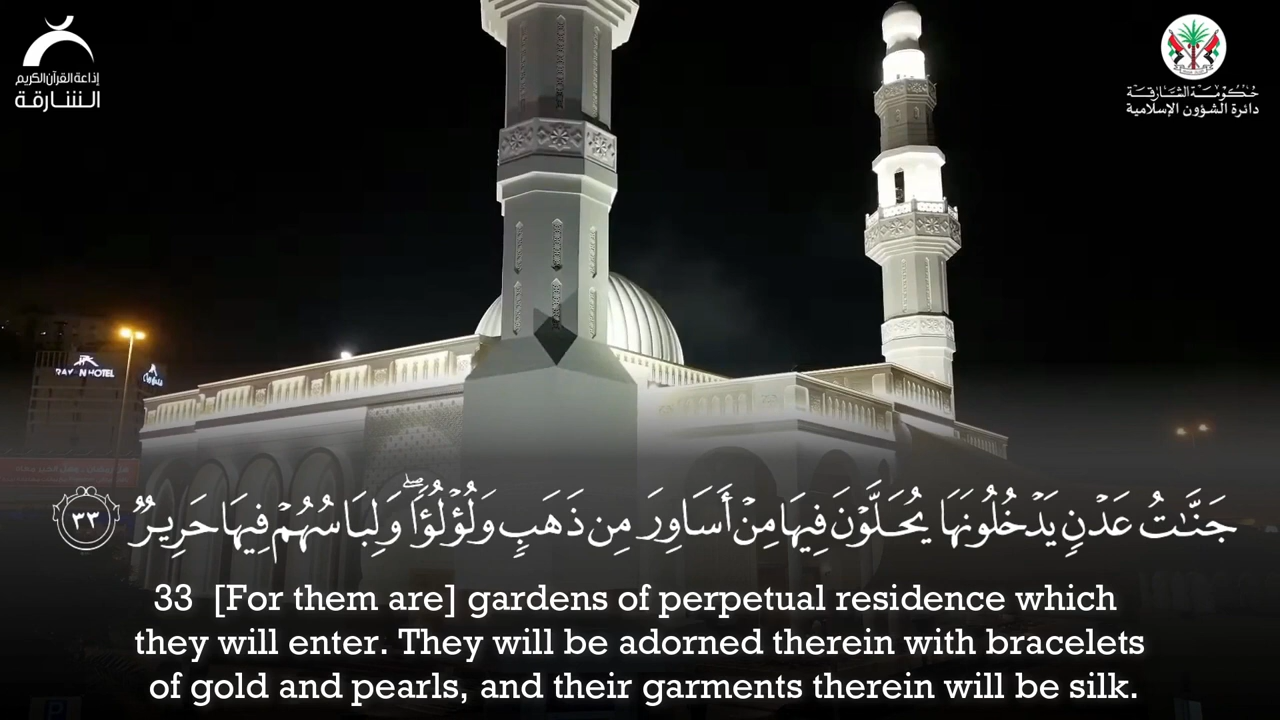 إذاعة القرآن الكريم
الشارقة
حكومة الشارقة
دائرة الشؤون الإسلامية
HOTEL
جَنَّٰتُ عَدْنٍ يَدْخُلُونَهَا يُحَلَّوْنَ فِيهَا مِنْ أَسَاوِرَ مِن ذَهَبٍ وَلُؤْلُؤًا ۖ وَلِبَاسُهُمْ فِيهَا حَرِيرٌ ٣٣
33 [For them are] gardens of perpetual residence which
they will enter. They will be adorned therein with bracelets
of gold and pearls, and their garments therein will be silk.
P